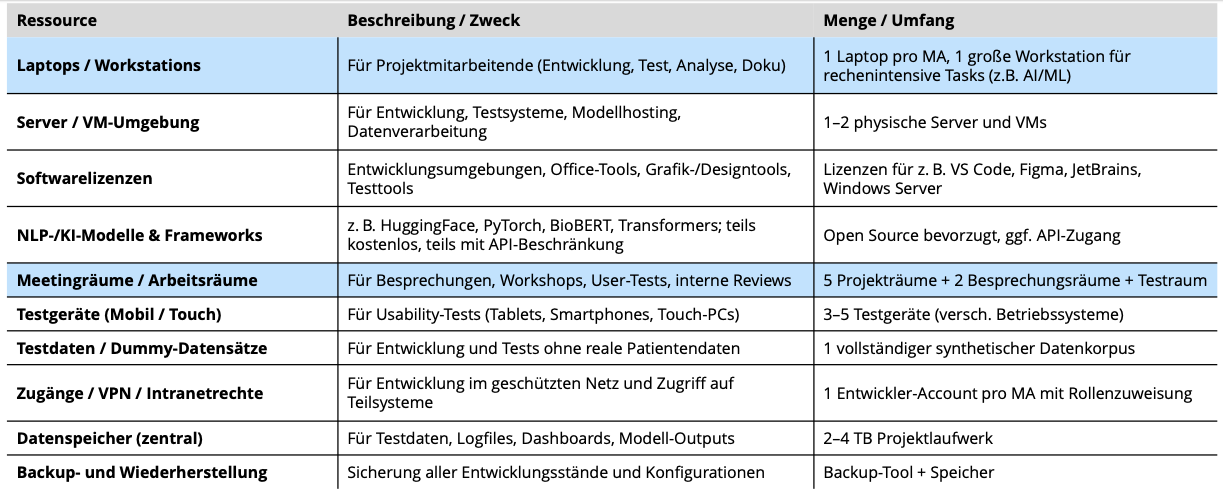 Ressource Beschreibung / Zweck Menge / Umfang
Laptops / Workstations Für Projektmitarbeitende (Entwicklung, Test, Analyse, Doku) 1 Laptop pro MA, 1 große Workstation für
rechenintensive Tasks (z.B. AI/ML)
Server / VM-Umgebung Für Entwicklung, Testsysteme, Modellhosting,
Datenverarbeitung 1–2 physische Server und VMs
Softwarelizenzen Entwicklungsumgebungen, Office-Tools, Grafik-/Designtools,
Testtools Lizenzen für z. B. VS Code, Figma, JetBrains,
Windows Server
NLP-/KI-Modelle & Frameworks z. B. HuggingFace, PyTorch, BioBERT, Transformers; teils
kostenlos, teils mit API-Beschränkung Open Source bevorzugt, ggf. API-Zugang
Meetingräume / Arbeitsräume Für Besprechungen, Workshops, User-Tests, interne Reviews 5 Projekträume + 2 Besprechungsräume + Testraum
Testgeräte (Mobil / Touch) Für Usability-Tests (Tablets, Smartphones, Touch-PCs) 3–5 Testgeräte (versch. Betriebssysteme)
Testdaten / Dummy-Datensätze Für Entwicklung und Tests ohne reale Patientendaten 1 vollständiger synthetischer Datenkorpus
Zugänge / VPN / Intranetrechte Für Entwicklung im geschützten Netz und Zugriff auf
Teilsysteme 1 Entwickler-Account pro MA mit Rollenzuweisung
Datenspeicher (zentral) Für Testdaten, Logfiles, Dashboards, Modell-Outputs 2–4 TB Projektlaufwerk
Backup- und Wiederherstellung Sicherung aller Entwicklungsstände und Konfigurationen Backup-Tool + Speicher